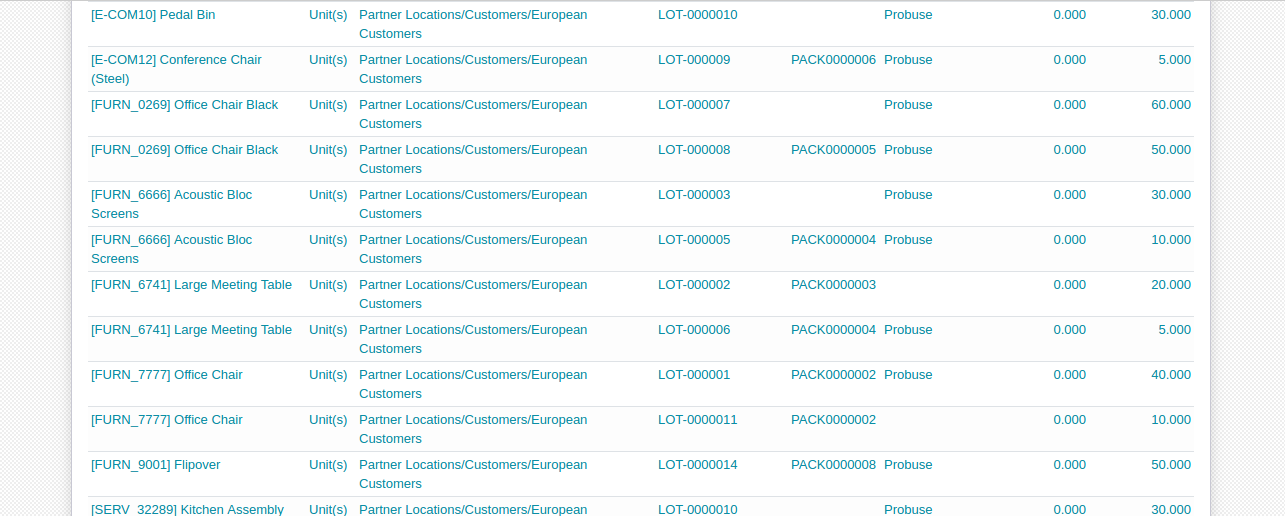 [E-COM10] Pedal Bin Unit(s) Partner Locations/Customers/European LOT-0000010 Probuse 0.000 30.000
Customers
[E-COM12] Conference Chair Unit(s) Partner Locations/Customers/European LOT-000009 PACK0000006 Probuse 0.000 5.000
(Steel) Customers
[FURN_0269] Office Chair Black Unit(s) Partner Locations/Customers/European LOT-000007 Probuse 0.000 60.000
Customers
[FURN_0269] Office Chair Black Unit(s) Partner Locations/Customers/European LOT-000008 PACK0000005 Probuse 0.000 50.000
Customers
[FURN_6666] Acoustic Bloc Unit(s) Partner Locations/Customers/European LOT-000003 Probuse 0.000 30.000
Screens Customers
[FURN_6666] Acoustic Bloc Unit(s) Partner Locations/Customers/European LOT-000005 PACK0000004 Probuse 0.000 10.000
Screens Customers
[FURN_6741] Large Meeting Table Unit(s) Partner Locations/Customers/European LOT-000002 PACK0000003 0.000 20.000
Customers
[FURN_6741] Large Meeting Table Unit(s) Partner Locations/Customers/European LOT-000006 PACK0000004 Probuse 0.000 5.000
Customers
[FURN_7777] Office Chair Unit(s) Partner Locations/Customers/European LOT-000001 PACK0000002 Probuse 0.000 40.000
Customers
[FURN_7777] Office Chair Unit(s) Partner Locations/Customers/European LOT-0000011 PACK0000002 0.000 10.000
Customers
[FURN_9001] Flipover Unit(s) Partner Locations/Customers/European LOT-0000014 PACK0000008 Probuse 0.000 50.000
Customers
[SERV_32289] Kitchen Assembly Unit(s) Partner Locations/Customers/European LOT-0000010 Probuse 0.000 30.000